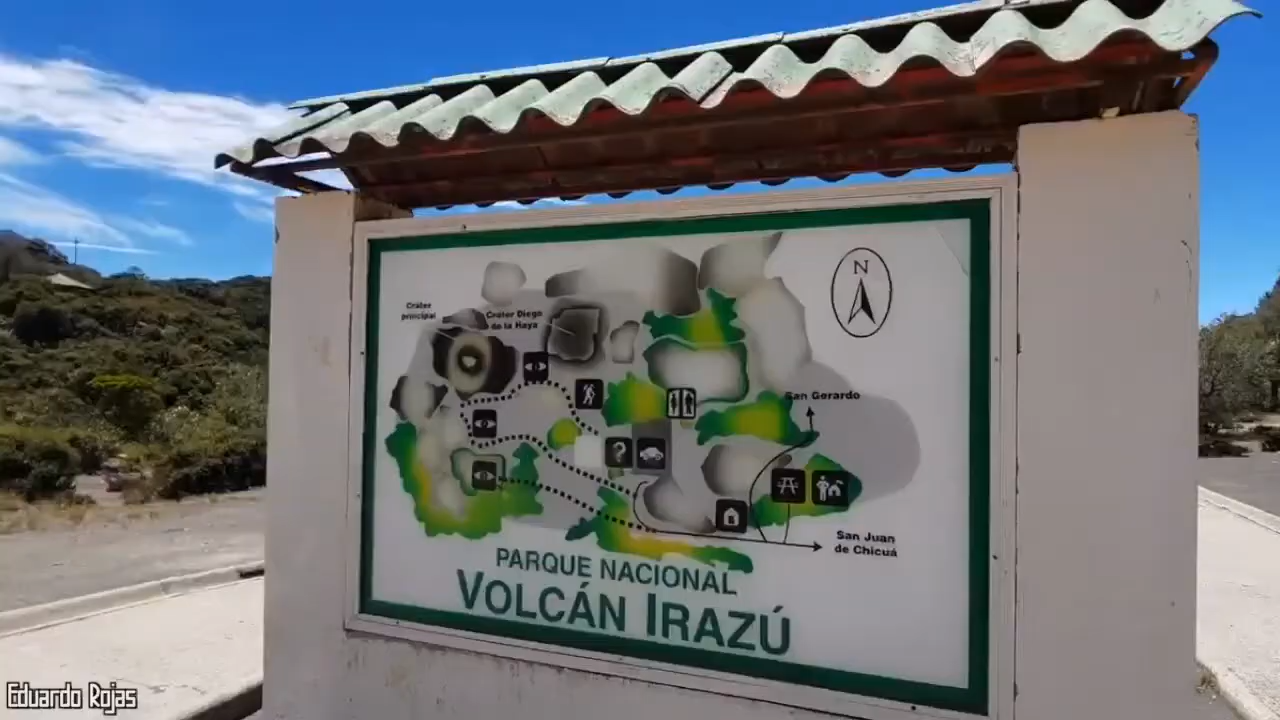 N
Cráter
principal
Cráter Diego
de la Haya
San Gerardo
?
San Juan
de Chicuá
PARQUE NACIONAL
VOLCÁN IRAZÚ
Eduardo Rojas